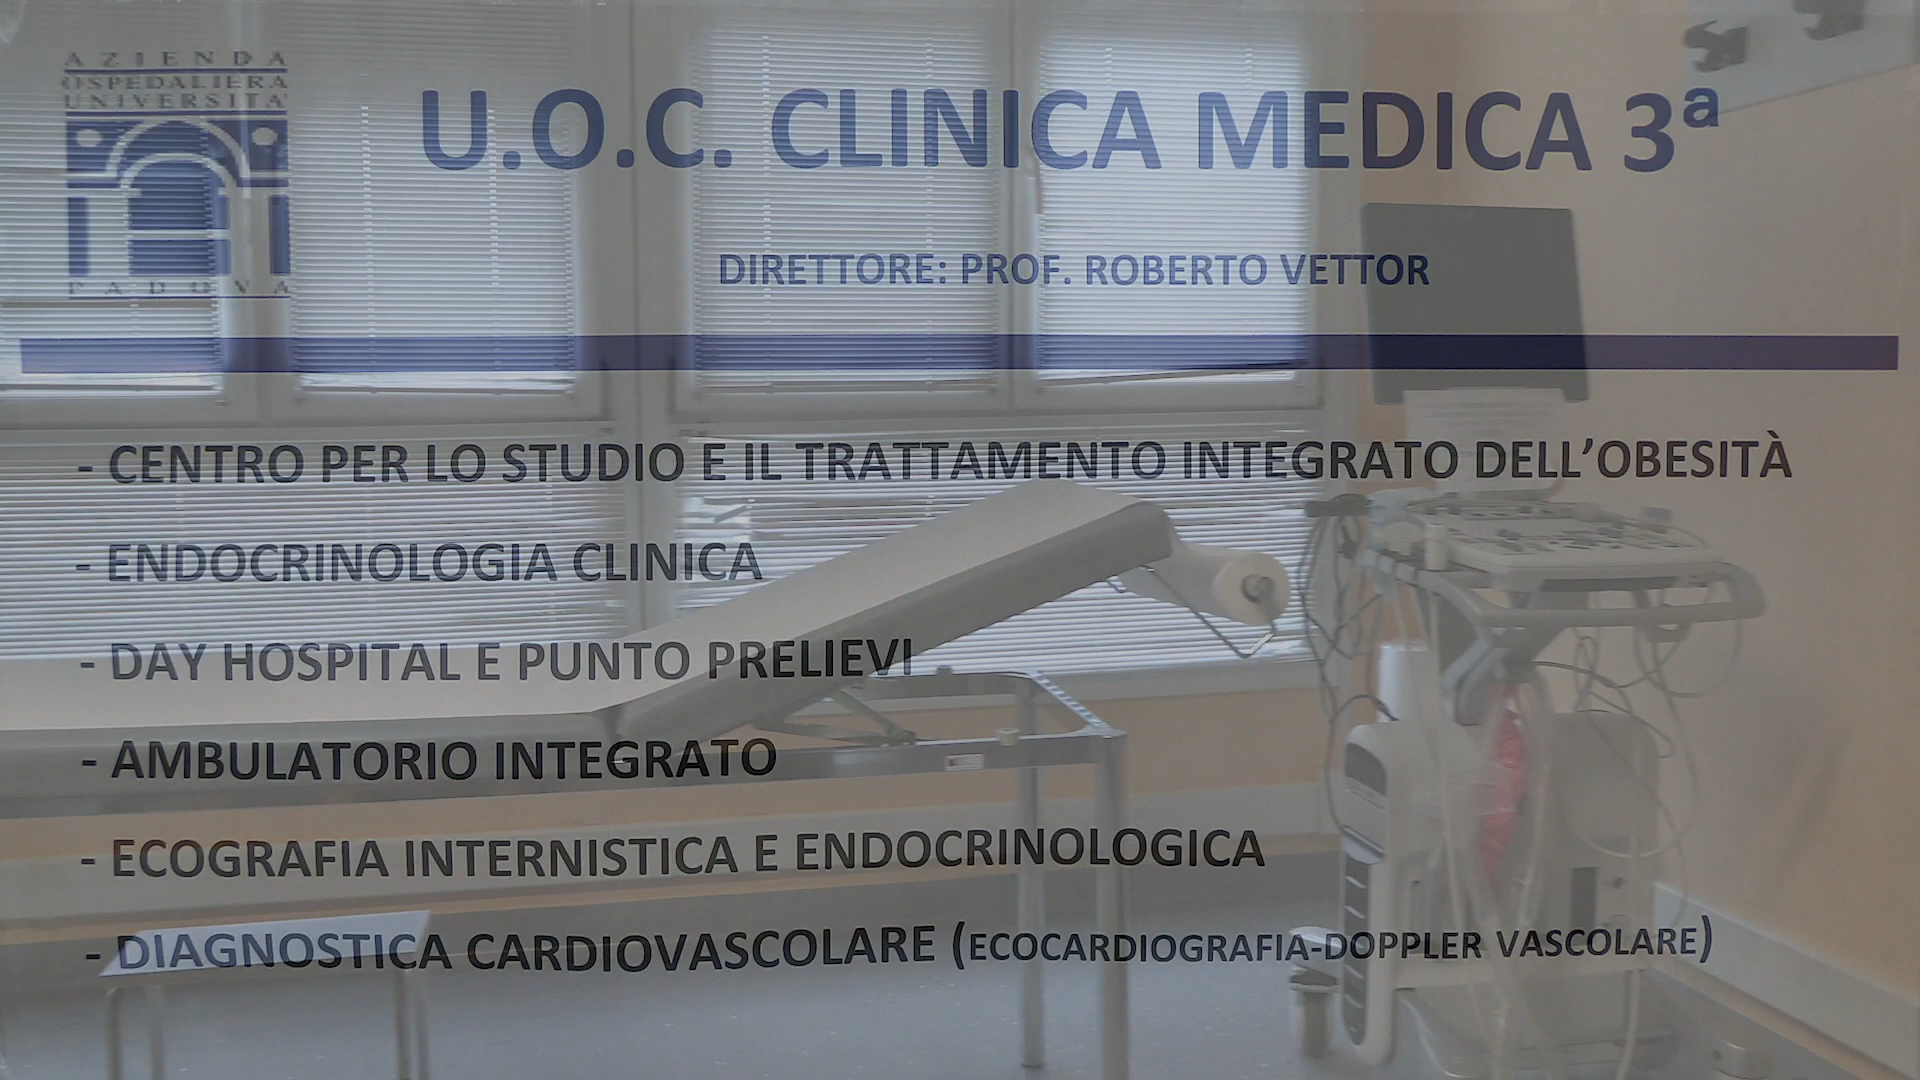 AZIENDA
OSPEDALIERA
UNIVERSITA'
PADOVA
U.O.C. CLINICA MEDICA 3ª
DIRETTORE: PROF. ROBERTO VETTOR
- CENTRO PER LO STUDIO E IL TRATTAMENTO INTEGRATO DELL'OBESITÀ
- ENDOCRINOLOGIA CLINICA
- DAY HOSPITAL E PUNTO PRELIEVI
- AMBULATORIO INTEGRATO
- ECOGRAFIA INTERNISTICA E ENDOCRINOLOGICA
- DIAGNOSTICA CARDIOVASCOLARE (ECOCARDIOGRAFIA-DOPPLER VASCOLARE)